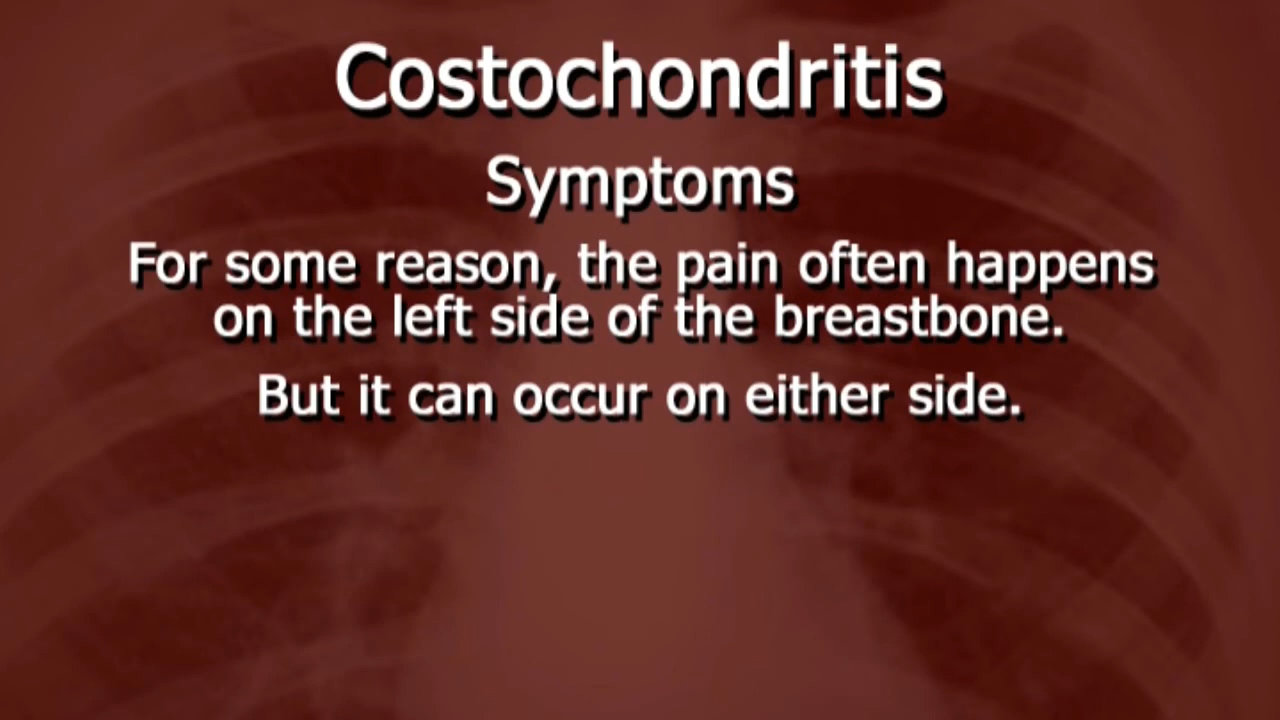 Costochondritis
Symptoms
For some reason, the pain often happens
on the left side of the breastbone.
But it can occur on either side.